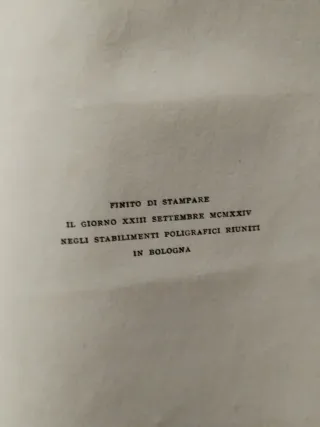 FINITO DI STAMPARE
IL GIORNO XXIII SETTEMBRE MCMXXIV
NEGLI STABILIMENTI POLIGRAFICI RIUNITI
IN BOLOGNA